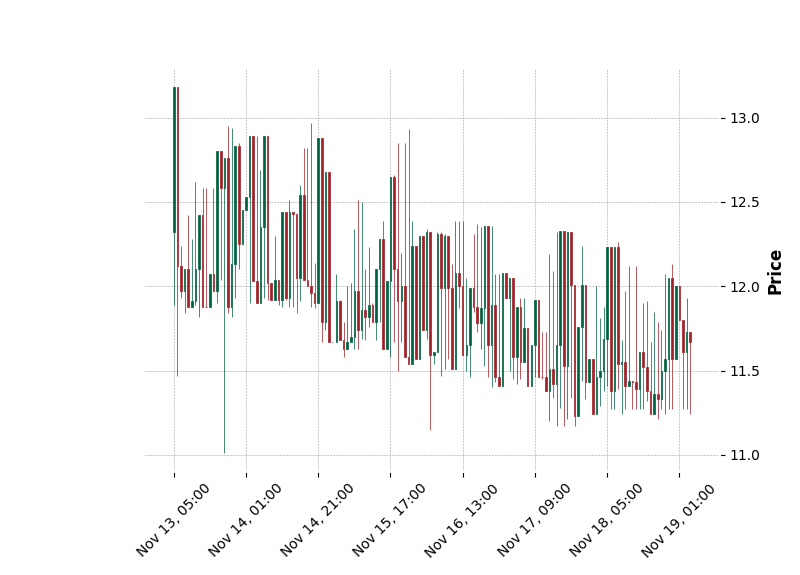 13.0
12.5
12.0
11.5
11.0
Price
Nov 13, 05:00
Nov 14, 01:00
Nov 14, 21:00
Nov 15, 17:00
Nov 16, 13:00
Nov 17, 09:00
Nov 18, 05:00
Nov 19, 01:00